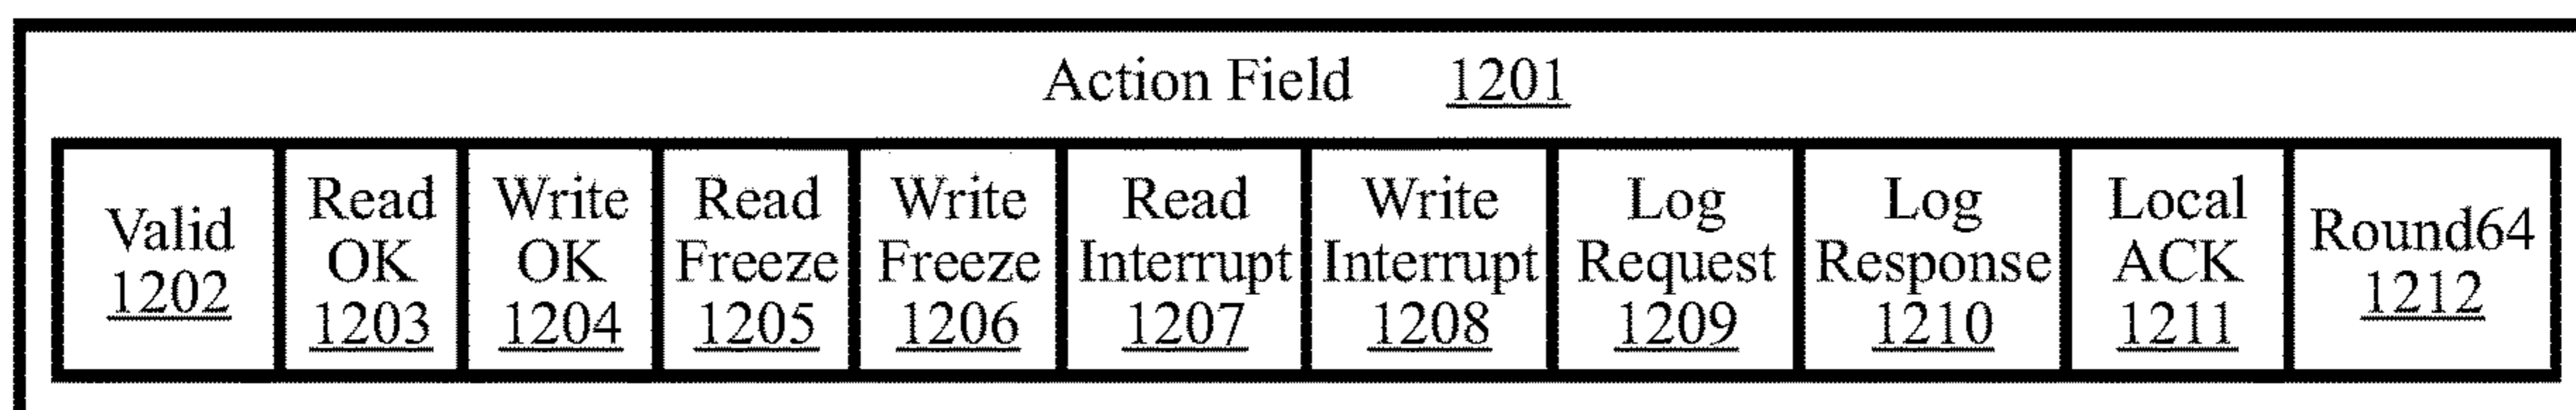 Action Field 1201
Valid
1202
Read
OK
1203
Write
OK
1204
Read
Freeze
1205
Write
Freeze
1206
Read
Interrupt
1207
Write
Interrupt
1208
Log
Request
1209
Log
Response
1210
Local
ACK
1211
Round64
1212